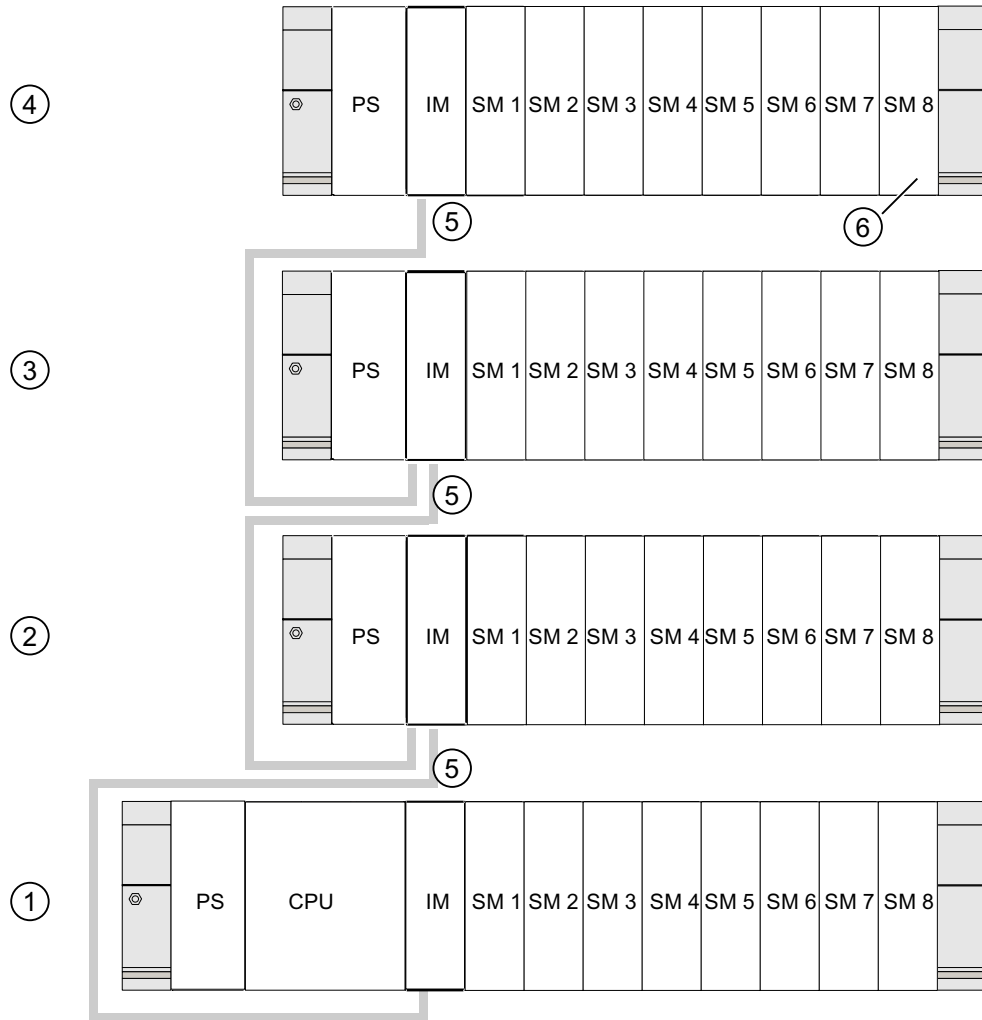 ④ PS IM SM 1 SM 2 SM 3 SM 4 SM 5 SM 6 SM 7 SM 8
⑤ ⑥
③ PS IM SM 1 SM 2 SM 3 SM 4 SM 5 SM 6 SM 7 SM 8
⑤
② PS IM SM 1 SM 2 SM 3 SM 4 SM 5 SM 6 SM 7 SM 8
⑤
① PS CPU IM SM 1 SM 2 SM 3 SM 4 SM 5 SM 6 SM 7 SM 8